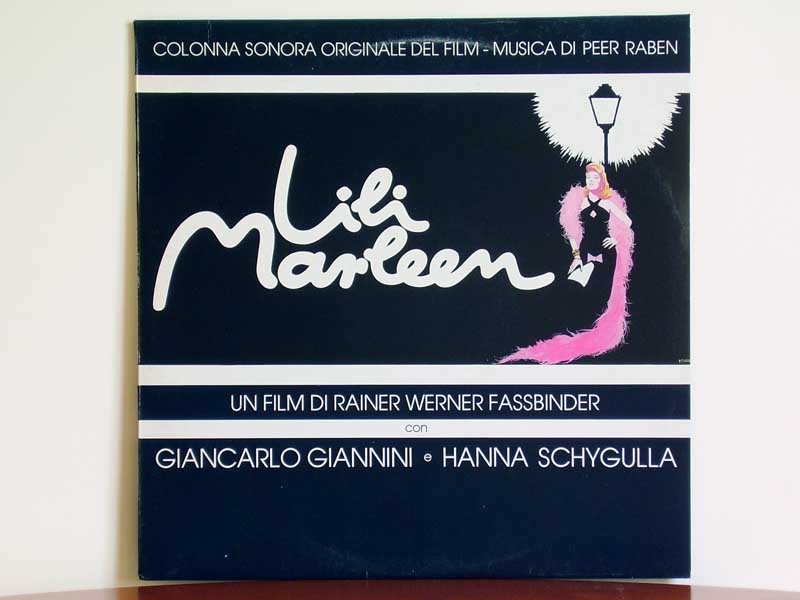 COLONNA SONORA ORIGINALE DEL FILM - MUSICA DI PEER RABEN
Lili
Marleen
UN FILM DI RAINER WERNER FASSBINDER
con
GIANCARLO GIANNINI e HANNA SCHYGULLA